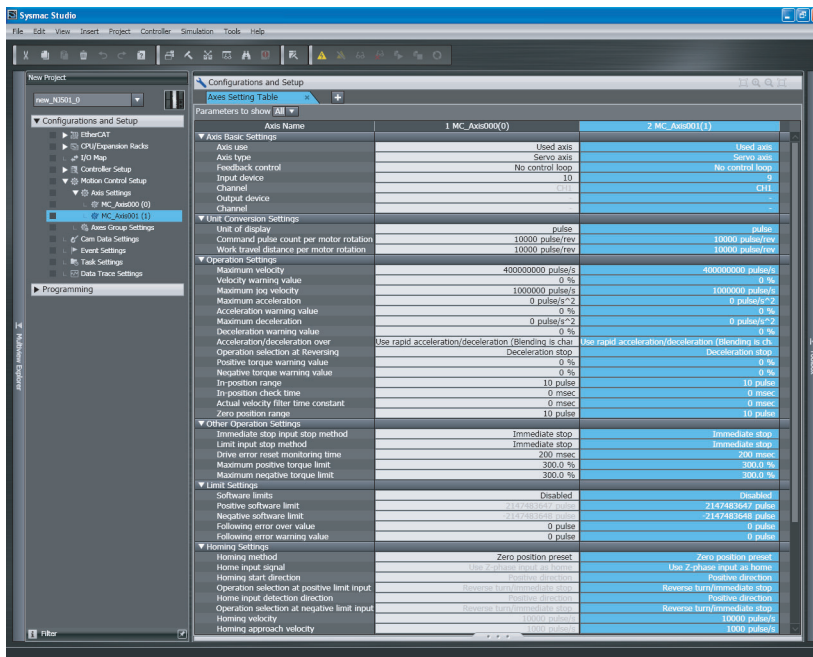 Sysmac Studio
File Edit View Insert Project Controller Simulation Tools Help
New Project
new_NJ501_0
Configurations and Setup
EtherCAT
CPU/Expansion Racks
I/O Map
Controller Setup
Motion Control Setup
Axis Settings
MC_Axis000 (0)
MC_Axis001 (1)
Axes Group Settings
Cam Data Settings
Event Settings
Task Settings
Data Trace Settings
Programming
Filter
Multiview Explorer
Configurations and Setup
Axes Setting Table × +
Parameters to show All
Axis Name 1 MC_Axis000(0) 2 MC_Axis001(1)
Axis Basic Settings
Axis use Used axis Used axis
Axis type Servo axis Servo axis
Feedback control No control loop No control loop
Input device 10 9
Channel CH1 CH1
Output device - -
Channel - -
Unit Conversion Settings
Unit of display pulse pulse
Command pulse count per motor rotation 10000 pulse/rev 10000 pulse/rev
Work travel distance per motor rotation 10000 pulse/rev 10000 pulse/rev
Operation Settings
Maximum velocity 400000000 pulse/s 400000000 pulse/s
Velocity warning value 0 % 0 %
Maximum jog velocity 1000000 pulse/s 1000000 pulse/s
Maximum acceleration 0 pulse/s^2 0 pulse/s^2
Acceleration warning value 0 % 0 %
Maximum deceleration 0 pulse/s^2 0 pulse/s^2
Deceleration warning value 0 % 0 %
Acceleration/deceleration over Use rapid acceleration/deceleration (Blending is chai Use rapid acceleration/deceleration (Blending is ch.
Operation selection at Reversing Deceleration stop Deceleration stop
Positive torque warning value 0 % 0 %
Negative torque warning value 0 % 0 %
In-position range 10 pulse 10 pulse
In-position check time 0 msec 0 msec
Actual velocity filter time constant 0 msec 0 msec
Zero position range 10 pulse 10 pulse
Other Operation Settings
Immediate stop input stop method Immediate stop Immediate stop
Limit input stop method Immediate stop Immediate stop
Drive error reset monitoring time 200 msec 200 msec
Maximum positive torque limit 300.0 % 300.0 %
Maximum negative torque limit 300.0 % 300.0 %
Limit Settings
Software limits Disabled Disabled
Positive software limit 2147483647 pulse 2147483647 pulse
Negative software limit -2147483648 pulse -2147483648 pulse
Following error over value 0 pulse 0 pulse
Following error warning value 0 pulse 0 pulse
Homing Settings
Homing method Zero position preset Zero position preset
Home input signal Use Z-phase input as home Use Z-phase input as home
Homing start direction Positive direction Positive direction
Operation selection at positive limit input Reverse turn/immediate stop Reverse turn/immediate stop
Home input detection direction Positive direction Positive direction
Operation selection at negative limit input Reverse turn/immediate stop Reverse turn/immediate stop
Homing velocity 10000 pulse/s 10000 pulse/s
Homing approach velocity 1000 pulse/s 1000 pulse/s